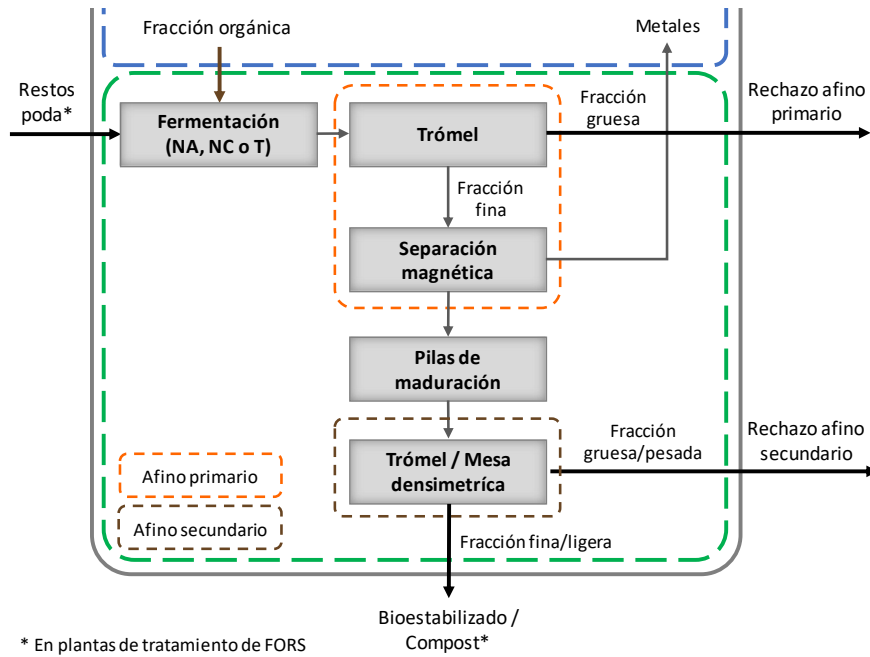 Fracción orgánica
Metales
Restos
poda*
Fermentación
(NA, NC o T)
Trómel
Fracción
gruesa
Rechazo afino
primario
Fracción
fina
Separación
magnética
Pilas de
maduración
Trómel / Mesa
densimetríca
Fracción
gruesa/pesada
Rechazo afino
secundario
Afino primario
Afino secundario
Fracción fina/ligera
Bioestabilizado /
Compost*
* En plantas de tratamiento de FORS